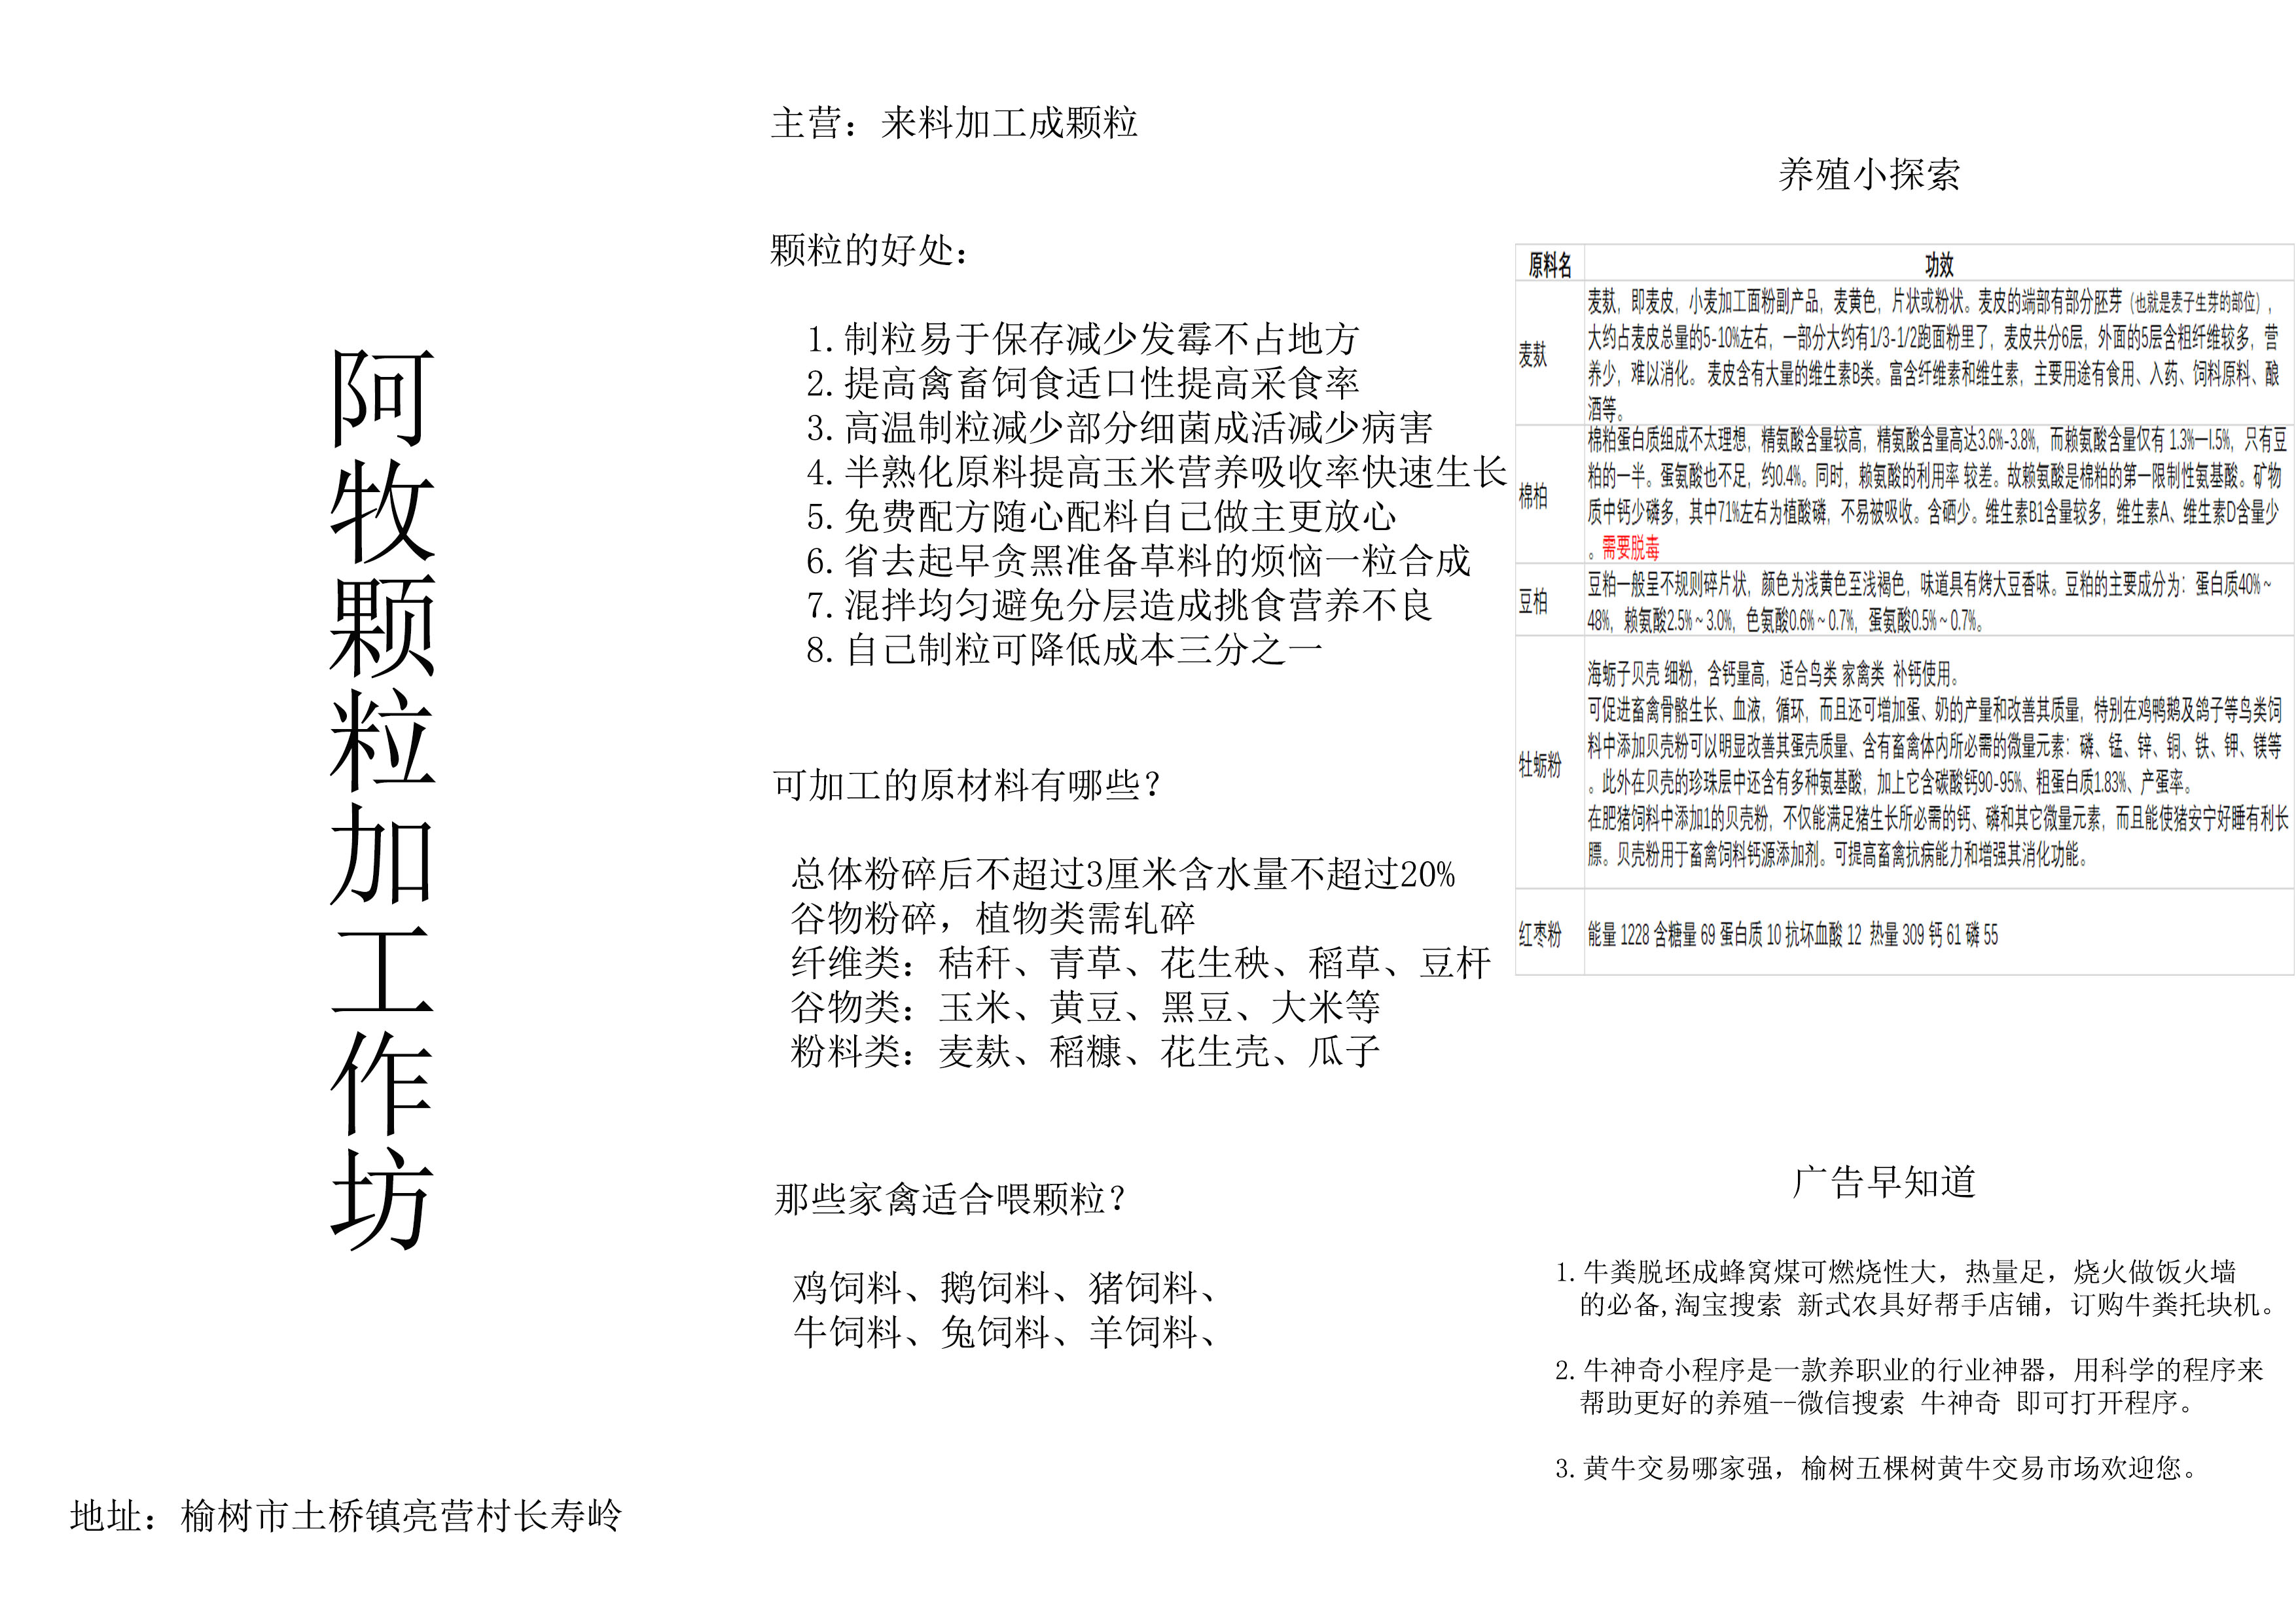 阿牧颗粒加工作坊
地址：榆树市土桥镇亮营村长寿岭
主营：来料加工成颗粒
颗粒的好处：
1.制粒易于保存减少发霉不占地方
2.提高禽畜饲食适口性提高采食率
3.高温制粒减少部分细菌成活减少病害
4.半熟化原料提高玉米营养吸收率快速生长
5.免费配方随心配料自己做主更放心
6.省去起早贪黑准备草料的烦恼一粒合成
7.混拌均匀避免分层造成挑食营养不良
8.自己制粒可降低成本三分之一
可加工的原材料有哪些？
总体粉碎后不超过3厘米含水量不超过20%
谷物粉碎，植物类需轧碎
纤维类：秸秆、青草、花生秧、稻草、豆杆
谷物类：玉米、黄豆、黑豆、大米等
粉料类：麦麸、稻糠、花生壳、瓜子
那些家禽适合喂颗粒？
鸡饲料、鹅饲料、猪饲料、
牛饲料、兔饲料、羊饲料、
养殖小探索
原料名 功效
麦麸
麦麸，即麦皮，小麦加工面粉副产品，麦黄色，片状或粉状。麦皮的端部有部分胚芽（也就是麦子生芽的部位），
大约占麦皮总量的5-10%左右，一部分大约有1/3-1/2跑面粉里了，麦皮共分6层，外面的5层含粗纤维较多，营
养少，难以消化。 麦皮含有大量的维生素B类。富含纤维素和维生素，主要用途有食用、入药、饲料原料、酿
酒等。
棉柏
棉粕蛋白质组成不太理想，精氨酸含量较高，精氨酸含量高达3.6%-3.8%，而赖氨酸含量仅有 1.3%—l.5%，只有豆
粕的一半。蛋氨酸也不足，约0.4%。同时，赖氨酸的利用率 较差。故赖氨酸是棉粕的第一限制性氨基酸。矿物
质中钙少磷多，其中71%左右为植酸磷，不易被吸收。含硒少。维生素B1含量较多，维生素A、维生素D含量少
。需要脱毒
豆柏
豆粕一般呈不规则碎片状，颜色为浅黄色至浅褐色，味道具有烤大豆香味。豆粕的主要成分为：蛋白质40%～
48%，赖氨酸2.5%～3.0%，色氨酸0.6%～0.7%，蛋氨酸0.5%～0.7%。
牡蛎粉
海蛎子贝壳 细粉，含钙量高，适合鸟类 家禽类 补钙使用。
可促进畜禽骨骼生长、血液，循环，而且还可增加蛋、奶的产量和改善其质量，特别在鸡鸭鹅及鸽子等鸟类饲
料中添加贝壳粉可以明显改善其蛋壳质量、含有畜禽体内所必需的微量元素：磷、锰、锌、铜、铁、钾、镁等
。此外在贝壳的珍珠层中还含有多种氨基酸，加上它含碳酸钙90-95%、粗蛋白质1.83%、产蛋率。
在肥猪饲料中添加1的贝壳粉，不仅能满足猪生长所必需的钙、磷和其它微量元素，而且能使猪安宁好睡有利长
膘。贝壳粉用于畜禽饲料钙源添加剂。可提高畜禽抗病能力和增强其消化功能。
红枣粉
能量 1228 含糖量 69 蛋白质 10 抗坏血酸 12 热量 309 钙 61 磷 55
广告早知道
1.牛粪脱坯成蜂窝煤可燃烧性大，热量足，烧火做饭火墙
的必备,淘宝搜索 新式农具好帮手店铺，订购牛粪托块机。
2.牛神奇小程序是一款养职业的行业神器，用科学的程序来
帮助更好的养殖--微信搜索 牛神奇 即可打开程序。
3.黄牛交易哪家强，榆树五棵树黄牛交易市场欢迎您。